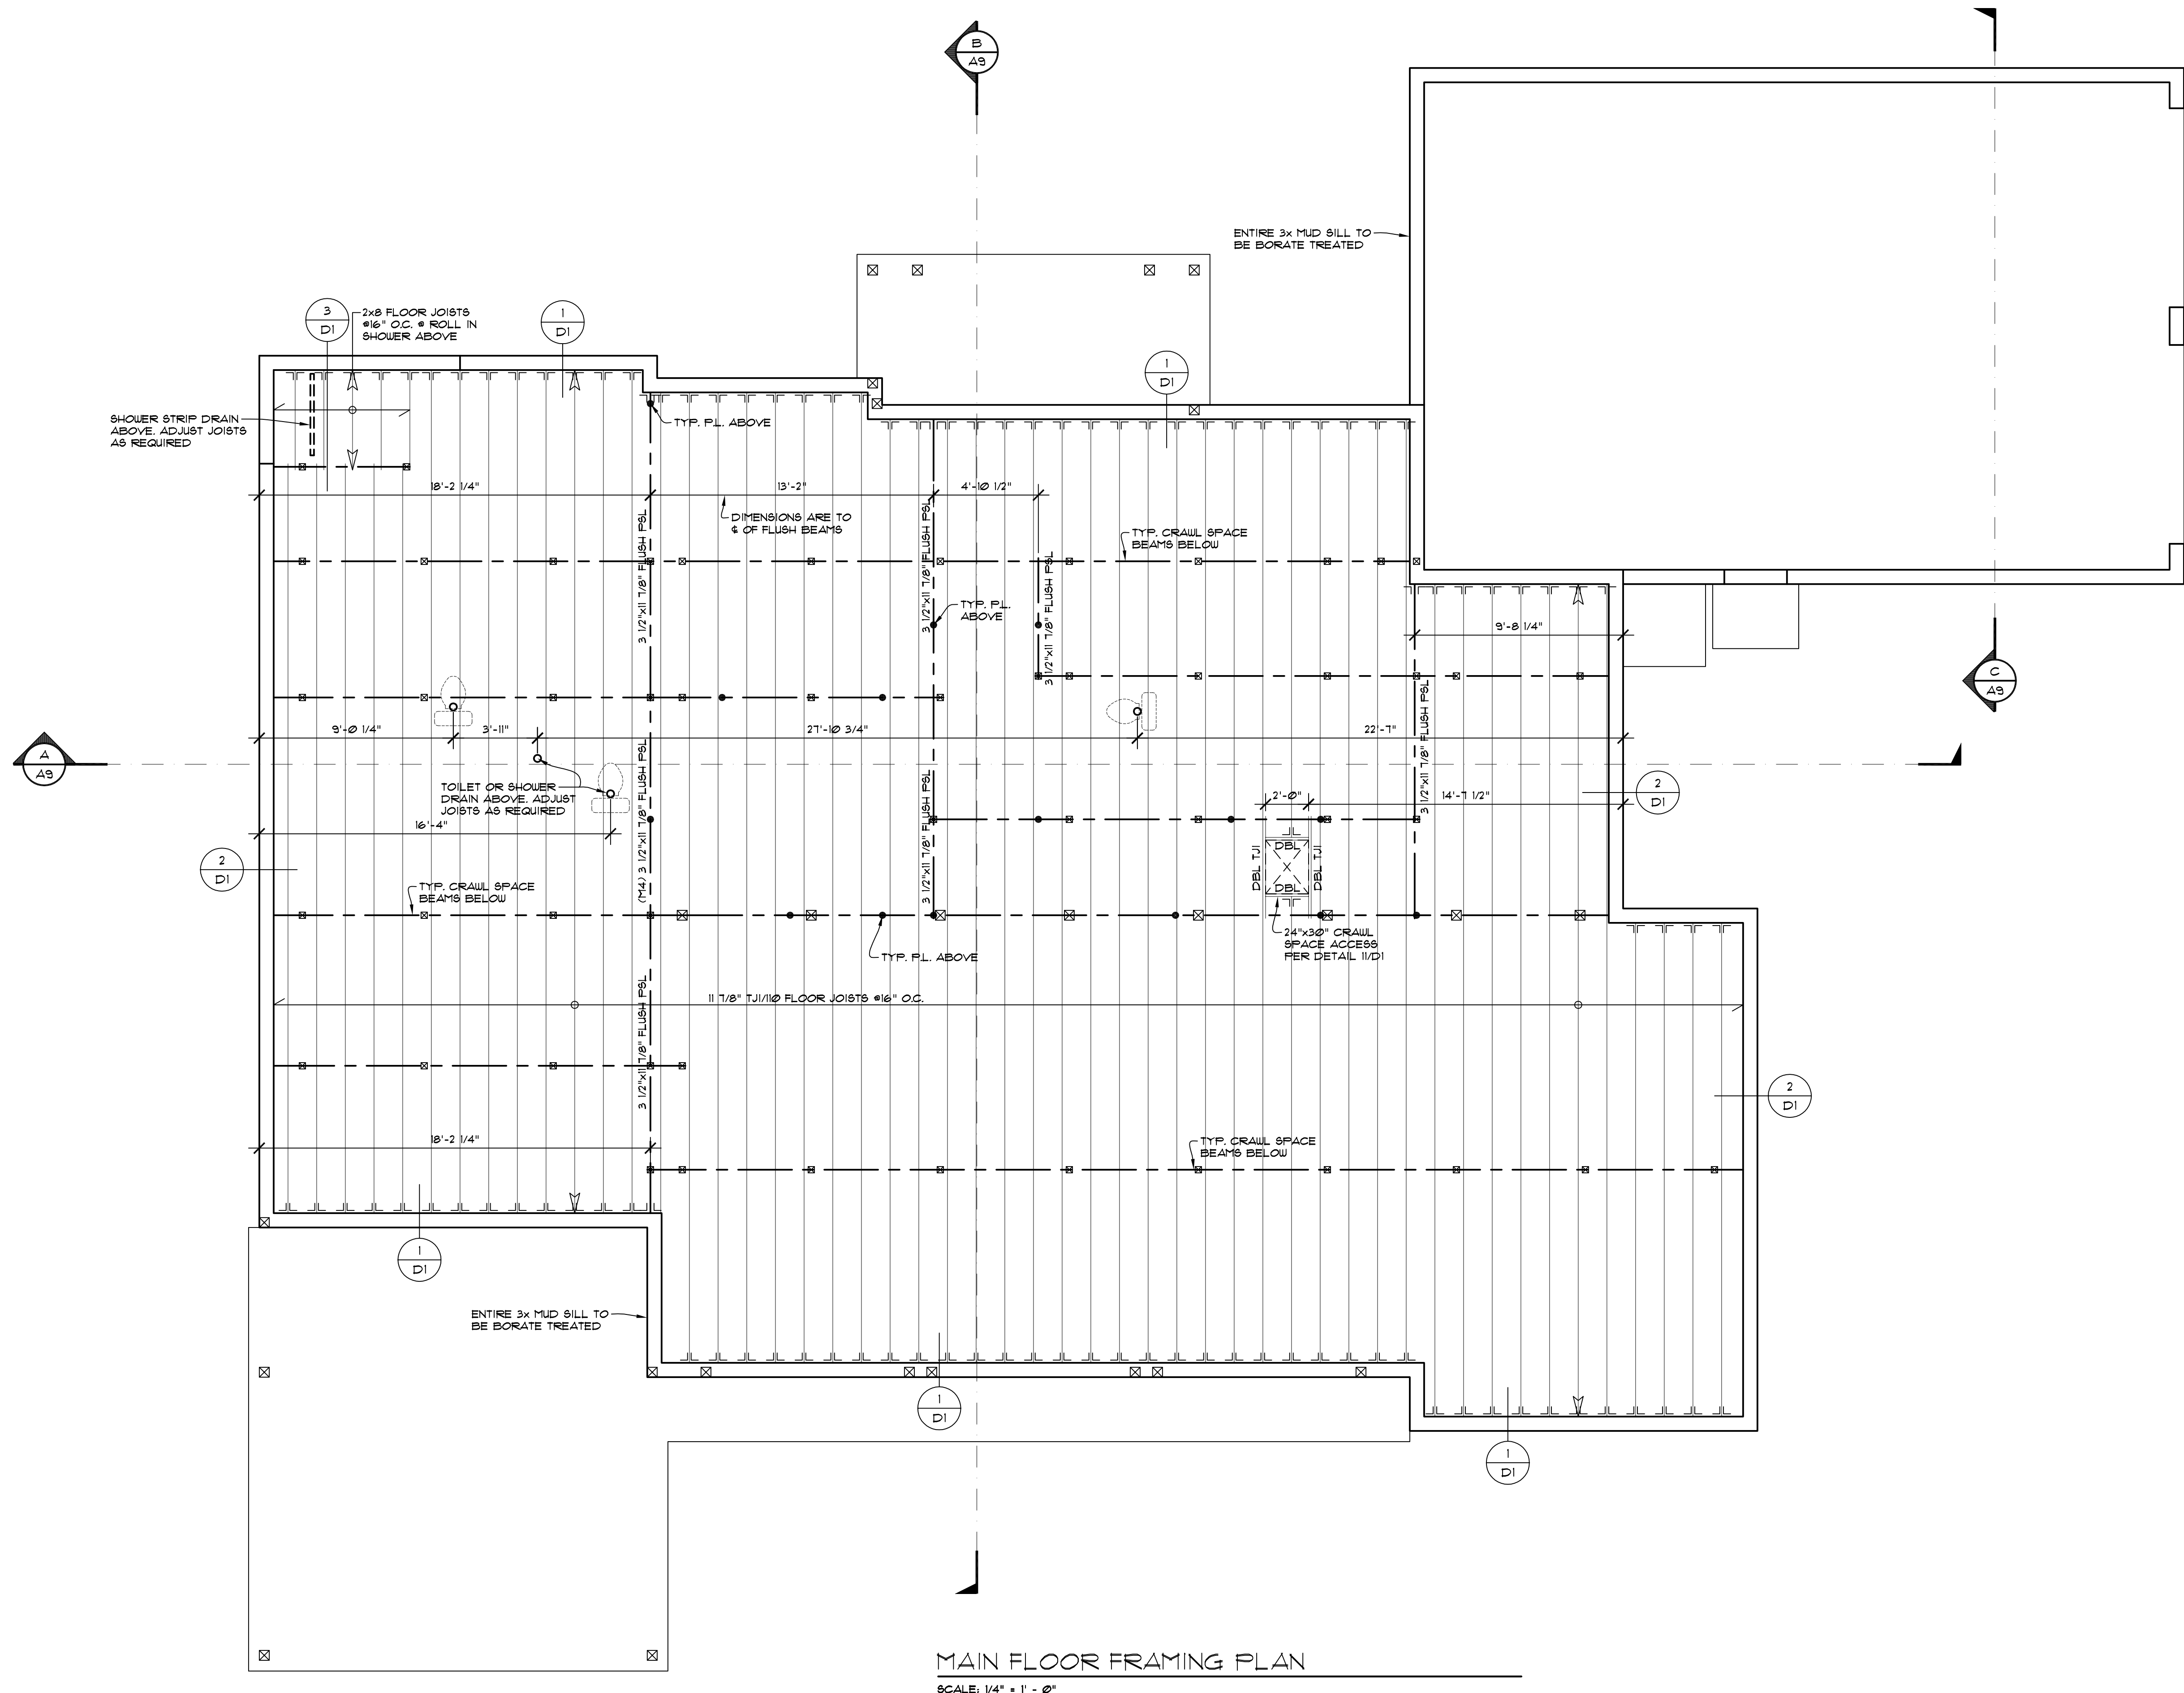 B
A9
ENTIRE 3x MUD SILL TO
BE BORATE TREATED
3
D1
2x8 FLOOR JOISTS
@16" O.C. @ ROLL IN
SHOWER ABOVE
1
D1
1
D1
SHOWER STRIP DRAIN
ABOVE. ADJUST JOISTS
AS REQUIRED
TYP. P.L. ABOVE
18'-2 1/4"
13'-2"
4'-10 1/2"
DIMENSIONS ARE TO
℄ OF FLUSH BEAMS
TYP. CRAWL SPACE
BEAMS BELOW
3 1/2"x11 7/8" FLUSH PSL
3 1/2"x11 7/8" FLUSH PSL
3 1/2"x11 7/8" FLUSH PSL
TYP. P.L.
ABOVE
9'-8 1/4"
C
A9
9'-0 1/4"
3'-11"
27'-10 3/4"
22'-7"
3 1/2"x11 7/8" FLUSH PSL
A
A9
TOILET OR SHOWER
DRAIN ABOVE. ADJUST
JOISTS AS REQUIRED
(M4) 3 1/2"x11 7/8" FLUSH PSL
3 1/2"x11 7/8" FLUSH PSL
2'-0"
14'-7 1/2"
2
D1
16'-4"
2
D1
DBL TJI
DBL
DBL
DBL TJI
TYP. CRAWL SPACE
BEAMS BELOW
24"x30" CRAWL
SPACE ACCESS
PER DETAIL 11/D1
TYP. P.L. ABOVE
11 7/8" TJI/110 FLOOR JOISTS @16" O.C.
3 1/2"x11 7/8" FLUSH PSL
2
D1
18'-2 1/4"
TYP. CRAWL SPACE
BEAMS BELOW
1
D1
ENTIRE 3x MUD SILL TO
BE BORATE TREATED
1
D1
1
D1
MAIN FLOOR FRAMING PLAN
SCALE: 1/4" = 1' - 0"